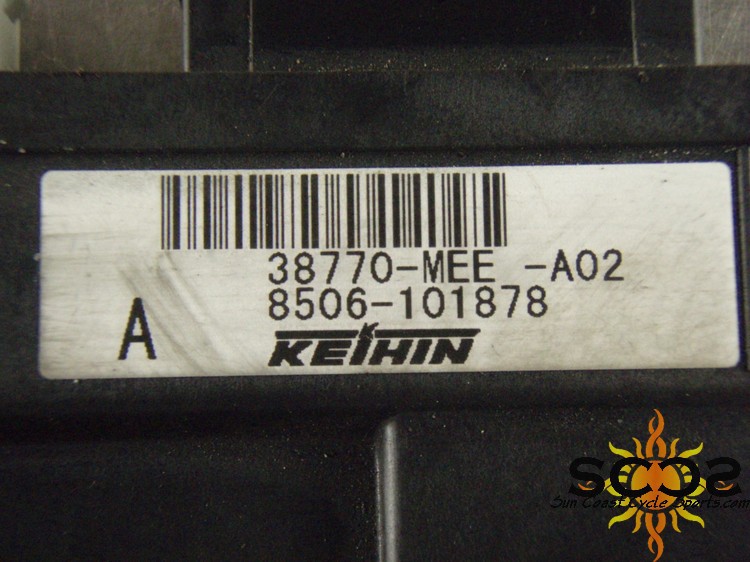 38770-MEE -A02
8506-101878
A
KEIHIN
SCCS
Sun Coast Cycle Sports.com